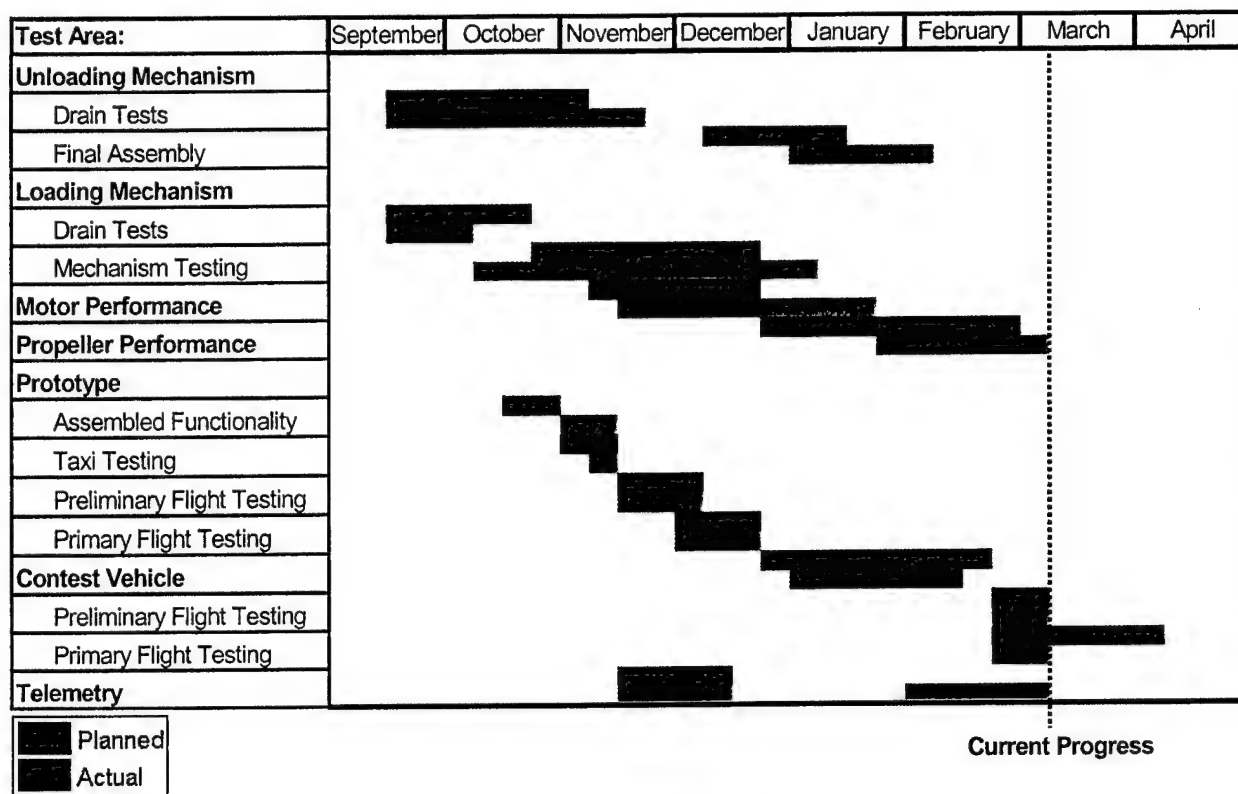 Test Area: September October November December January February March April
Unloading Mechanism
Drain Tests
Final Assembly
Loading Mechanism
Drain Tests
Mechanism Testing
Motor Performance
Propeller Performance
Prototype
Assembled Functionality
Taxi Testing
Preliminary Flight Testing
Primary Flight Testing
Contest Vehicle
Preliminary Flight Testing
Primary Flight Testing
Telemetry
Planned
Actual
Current Progress